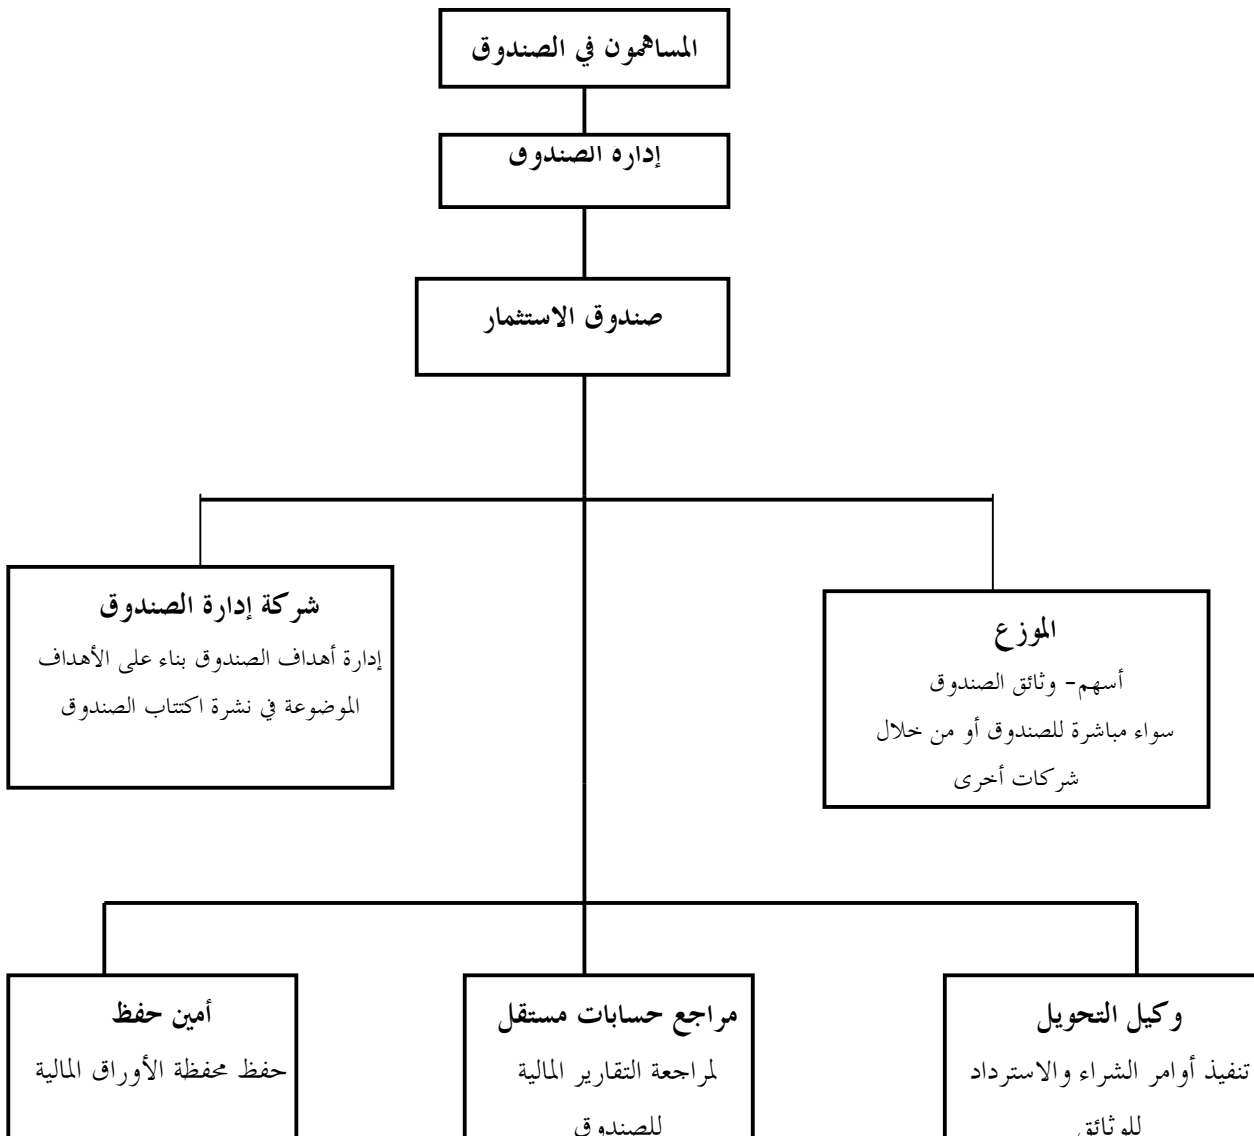 المساهمون في الصندوق
إدارة الصندوق
صندوق الاستثمار
الموزع
أسهم- وثائق الصندوق
سواء مباشرة للصندوق أو من خلال
شركات أخرى
شركة إدارة الصندوق
إدارة أهداف الصندوق بناء على الأهداف
الموضوعة في نشرة اكتتاب الصندوق
وكيل التحويل
تنفيذ أوامر الشراء والاسترداد
للوثائق
مراجع حسابات مستقل
لمراجعة التقارير المالية
للصندوق
أمين حفظ
حفظ محفظة الأوراق المالية